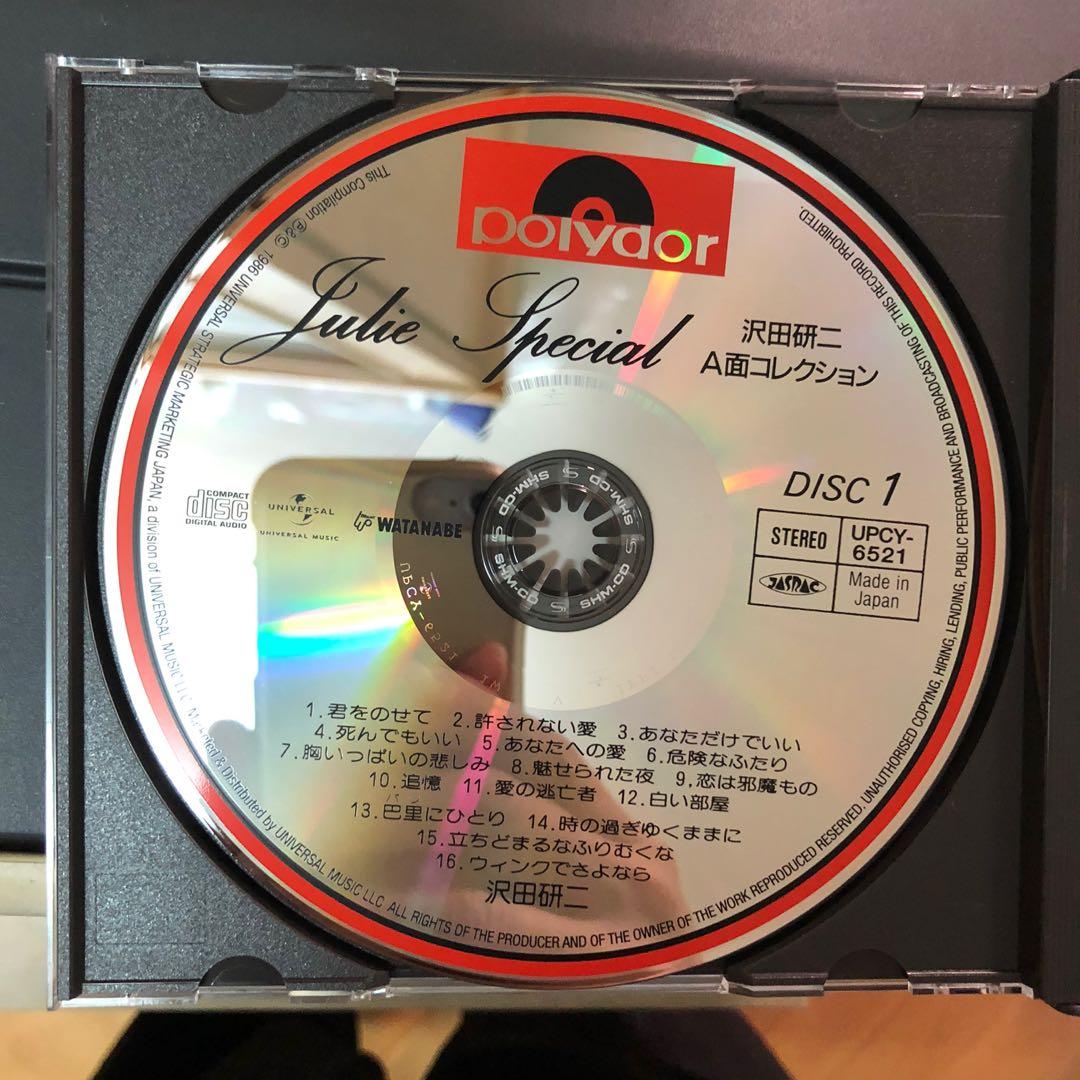 polydor
Julie Special
沢田研二
A面コレクション
DISC 1
STEREO
UPCY-
6521
JASRAC
Made in
Japan
COMPACT
disc
DIGITAL AUDIO
UNIVERSAL
UNIVERSAL MUSIC
WATANABE
SHM-CD S SHM-CD S SHM-CD S SHM-CD S
1.君をのせて 2.許されない愛 3.あなただけでいい
4.死んでもいい 5.あなたへの愛 6.危険なふたり
7.胸いっぱいの悲しみ 8.魅せられた夜 9,恋は邪魔もの
10.追憶 11.愛の逃亡者 12.白い部屋
パリ
13.巴里にひとり 14.時の過ぎゆくままに
15.立ちどまるなふりむくな
16.ウィンクでさよなら
沢田研二
This Compilation ℗&© 1986 UNIVERSAL STRATEGIC MARKETING JAPAN, a division of UNIVERSAL MUSIC LLC Marketed & Distributed by UNIVERSAL MUSIC LLC ALL RIGHTS OF THE PRODUCER AND OF THE OWNER OF THE WORK REPRODUCED RESERVED. UNAUTHORISED COPYING, HIRING, LENDING, PUBLIC PERFORMANCE AND BROADCASTING OF THIS RECORD PROHIBITED.